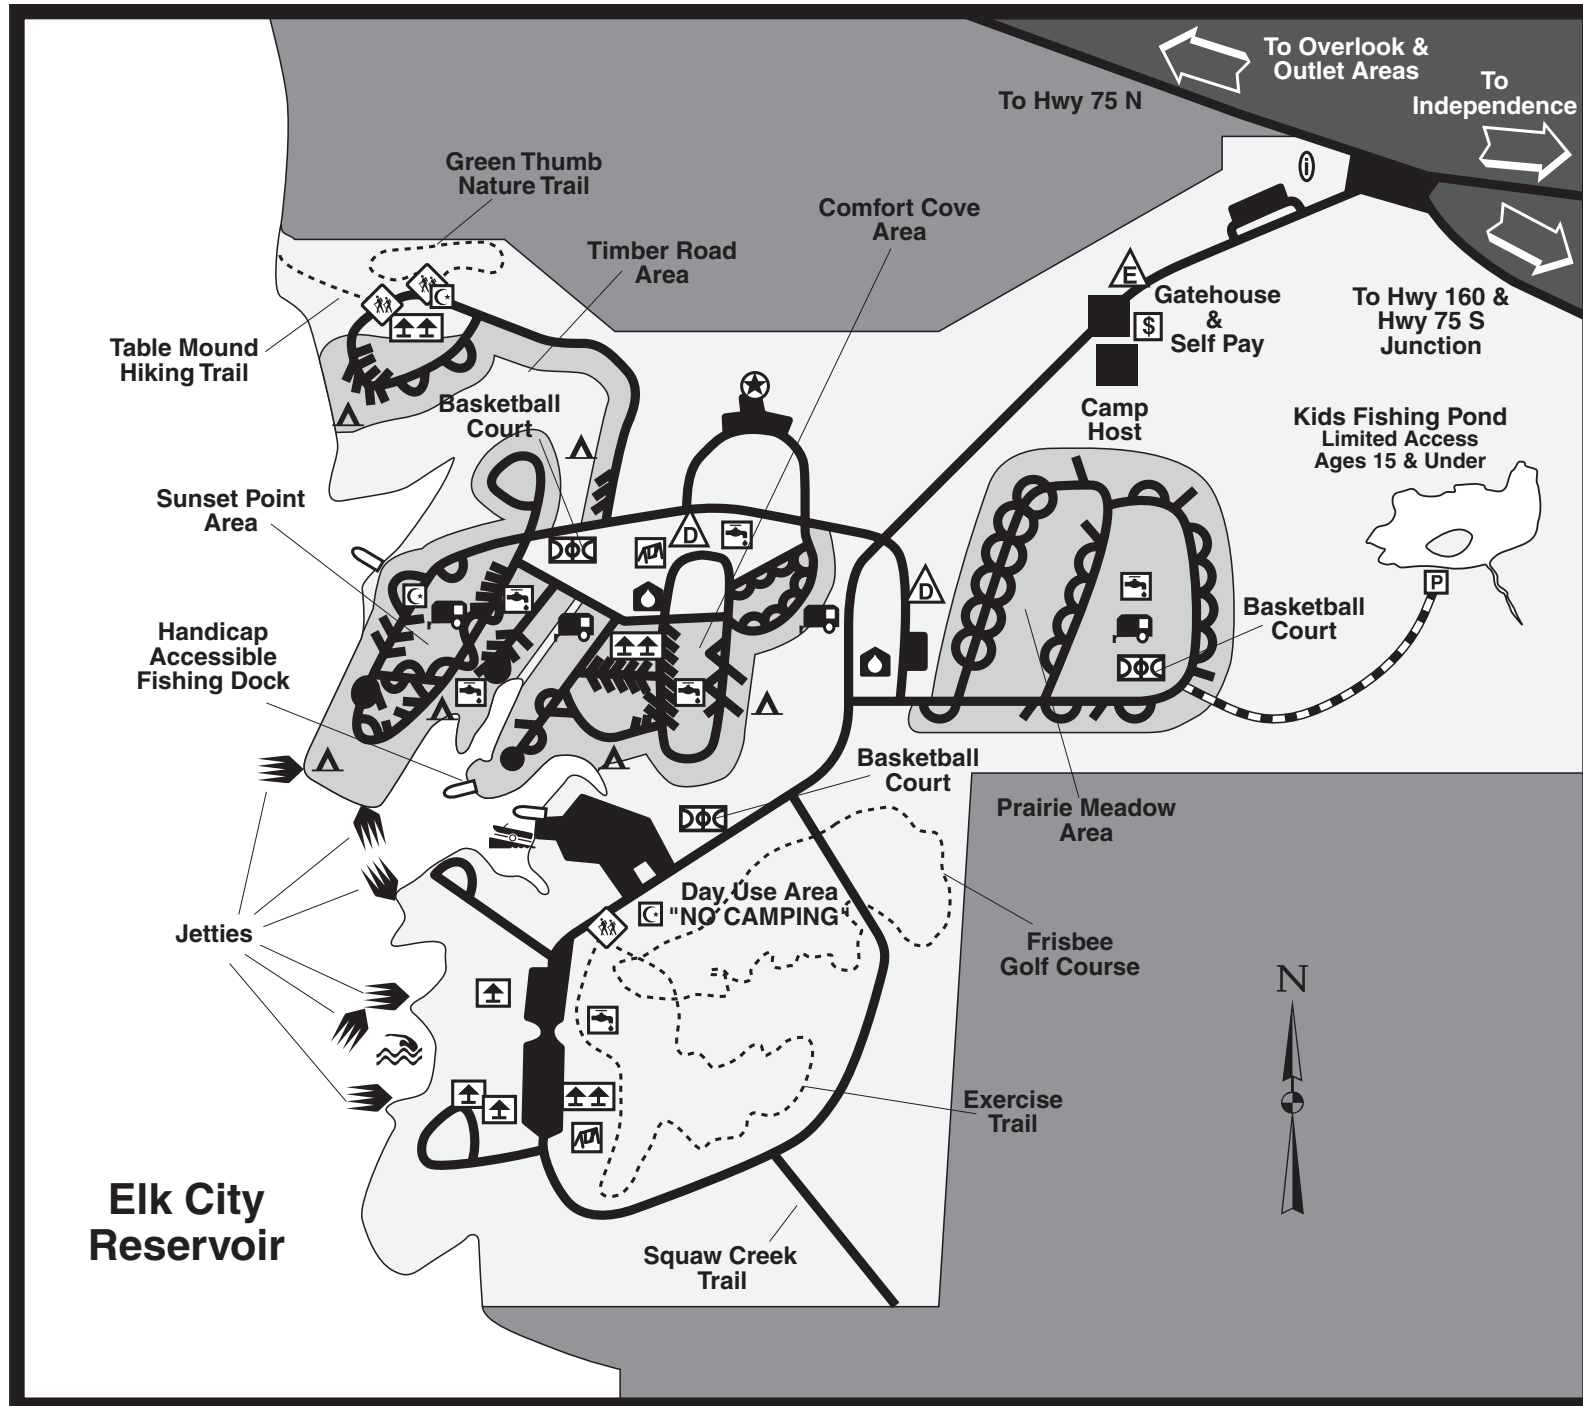 To Overlook &
Outlet Areas
To
Independence
To Hwy 75 N
i
Green Thumb
Nature Trail
Comfort Cove
Area
Timber Road
Area
E
Gatehouse
&
Self Pay
$
To Hwy 160 &
Hwy 75 S
Junction
Table Mound
Hiking Trail
Basketball
Court
Camp
Host
Kids Fishing Pond
Limited Access
Ages 15 & Under
Sunset Point
Area
D
D
P
Basketball
Court
Handicap
Accessible
Fishing Dock
Basketball
Court
Prairie Meadow
Area
Day Use Area
"NO CAMPING"
Jetties
Frisbee
Golf Course
N
Exercise
Trail
Elk City
Reservoir
Squaw Creek
Trail